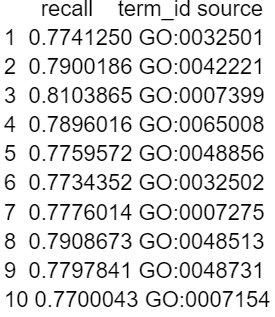 recall term_id source
1 0.7741250 GO:0032501
2 0.7900186 GO:0042221
3 0.8103865 GO:0007399
4 0.7896016 GO:0065008
5 0.7759572 GO:0048856
6 0.7734352 GO:0032502
7 0.7776014 GO:0007275
8 0.7908673 GO:0048513
9 0.7797841 GO:0048731
10 0.7700043 GO:0007154